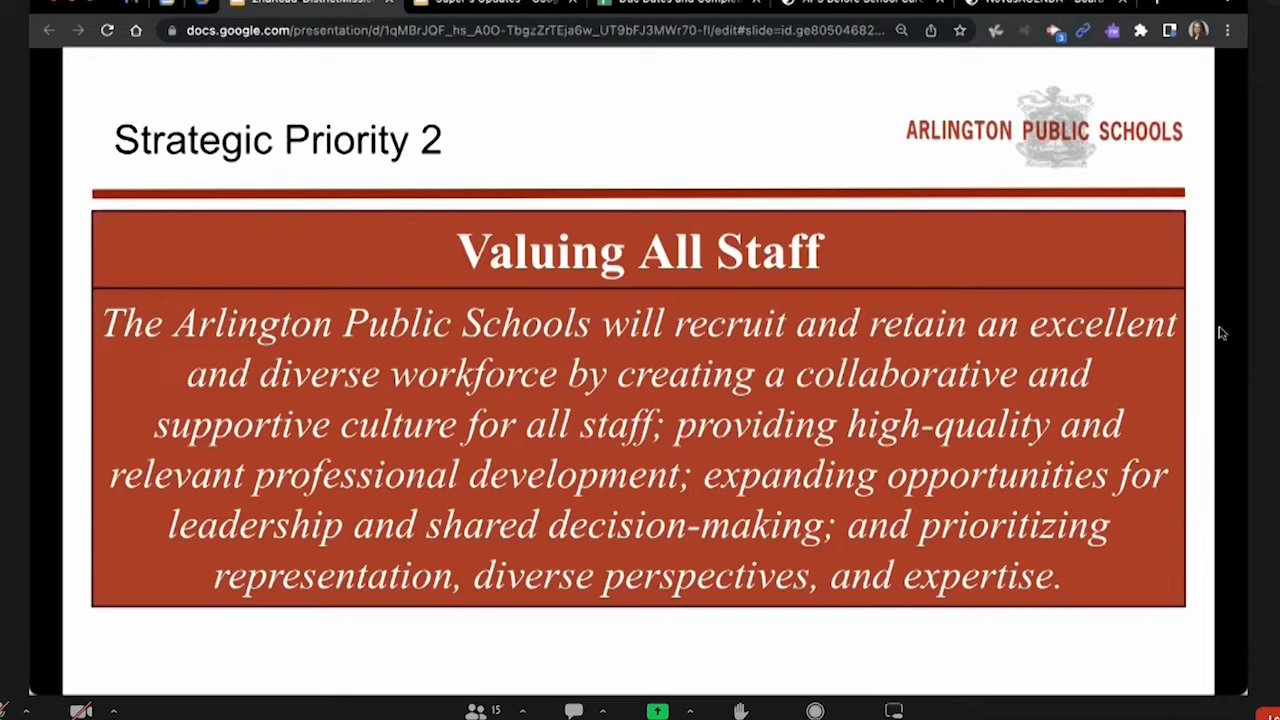 docs.google.com/presentation/d/1qMBrJQF_hs_A0O-TbgzZrTEja6w_UT9bFJ3MWr70-fI/edit#slide=id.ge80504682...
3
Strategic Priority 2
ARLINGTON PUBLIC SCHOOLS
Valuing All Staff
The Arlington Public Schools will recruit and retain an excellent
and diverse workforce by creating a collaborative and
supportive culture for all staff; providing high-quality and
relevant professional development; expanding opportunities for
leadership and shared decision-making; and prioritizing
representation, diverse perspectives, and expertise.
15